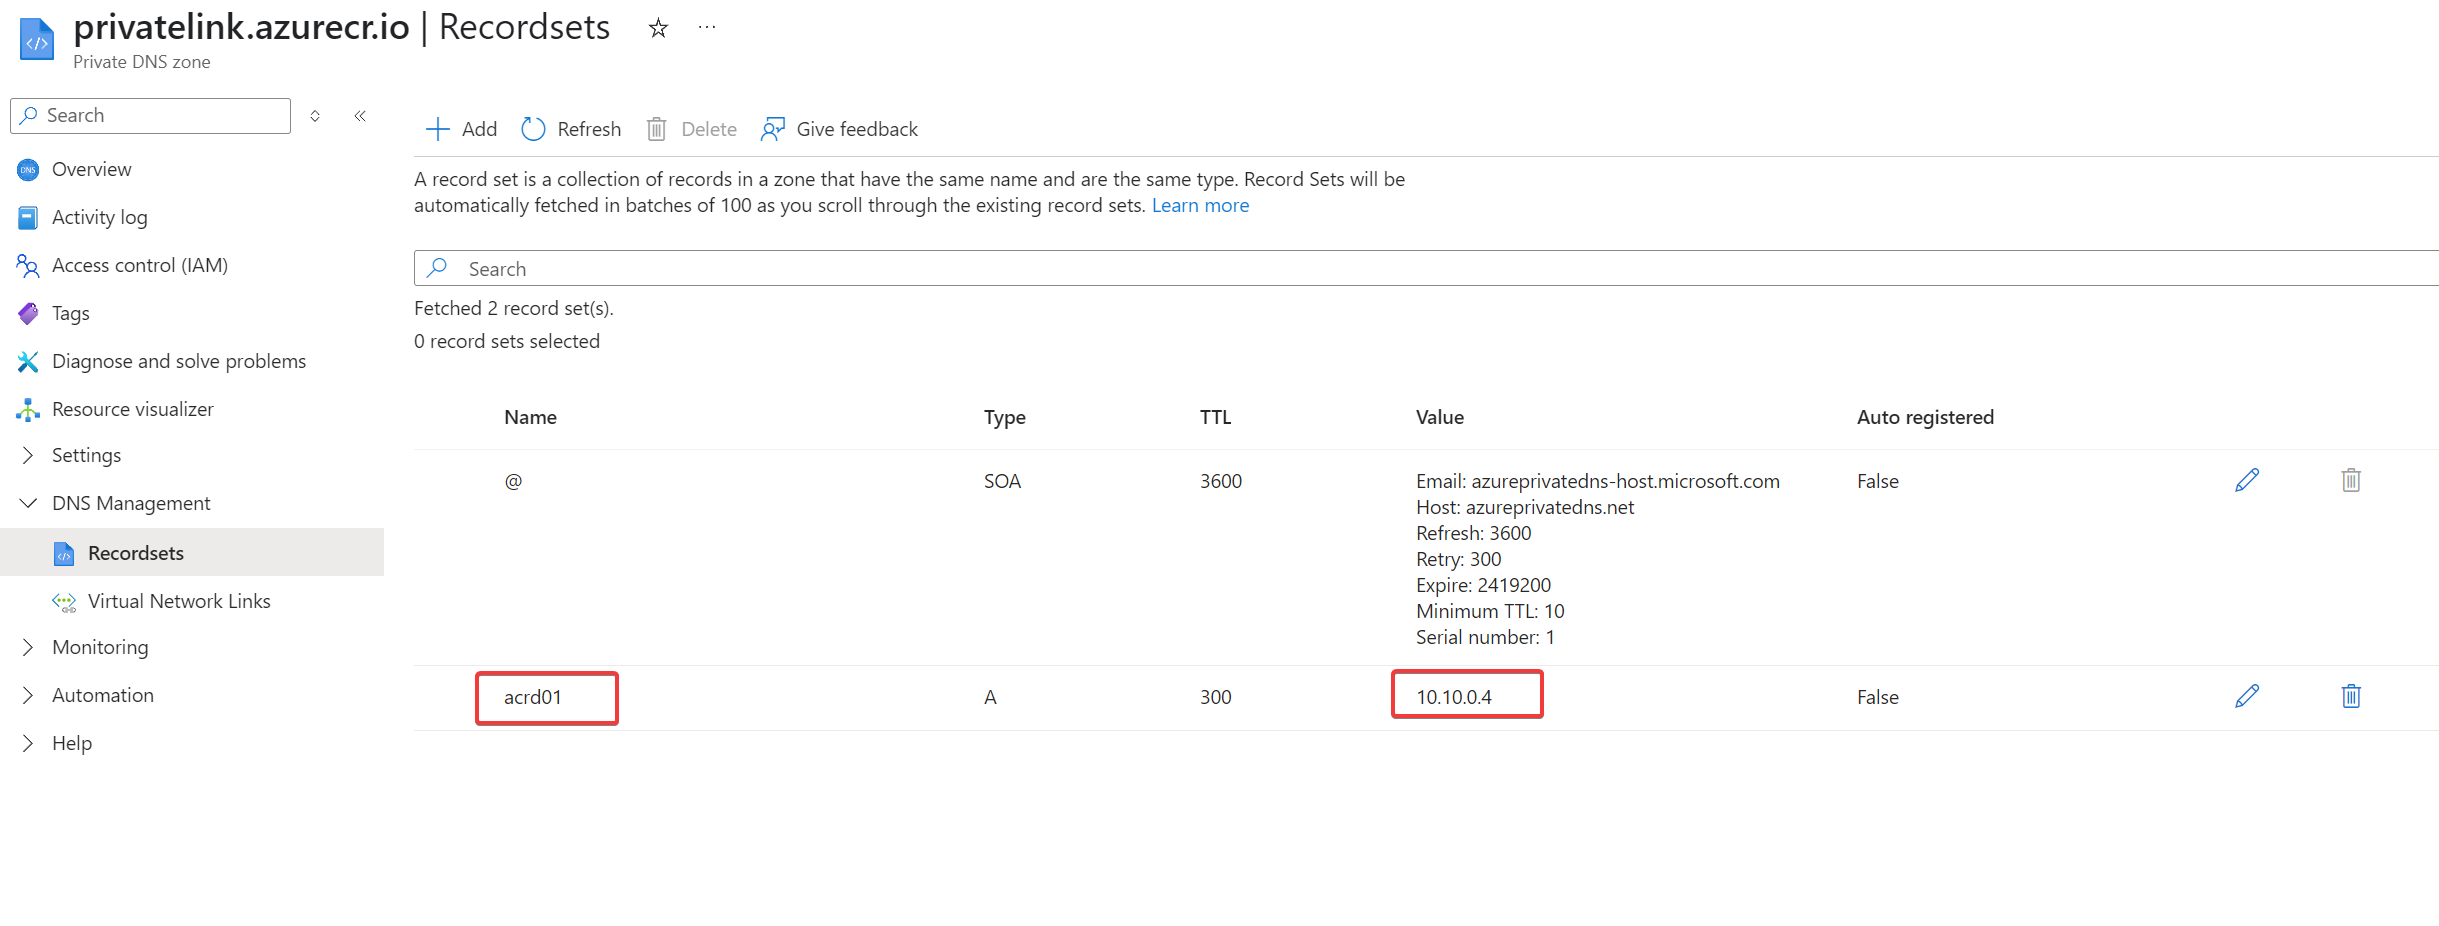 privatelink.azurecr.io | Recordsets
Private DNS zone
Search
Add
Refresh
Delete
Give feedback
DNS
Overview
Activity log
Access control (IAM)
Tags
Diagnose and solve problems
Resource visualizer
Settings
DNS Management
Recordsets
Virtual Network Links
Monitoring
Automation
Help
A record set is a collection of records in a zone that have the same name and are the same type. Record Sets will be
automatically fetched in batches of 100 as you scroll through the existing record sets. Learn more
Search
Fetched 2 record set(s).
0 record sets selected
Name Type TTL Value Auto registered
@ SOA 3600 Email: azureprivatedns-host.microsoft.com False
Host: azureprivatedns.net
Refresh: 3600
Retry: 300
Expire: 2419200
Minimum TTL: 10
Serial number: 1
acrd01 A 300 10.10.0.4 False